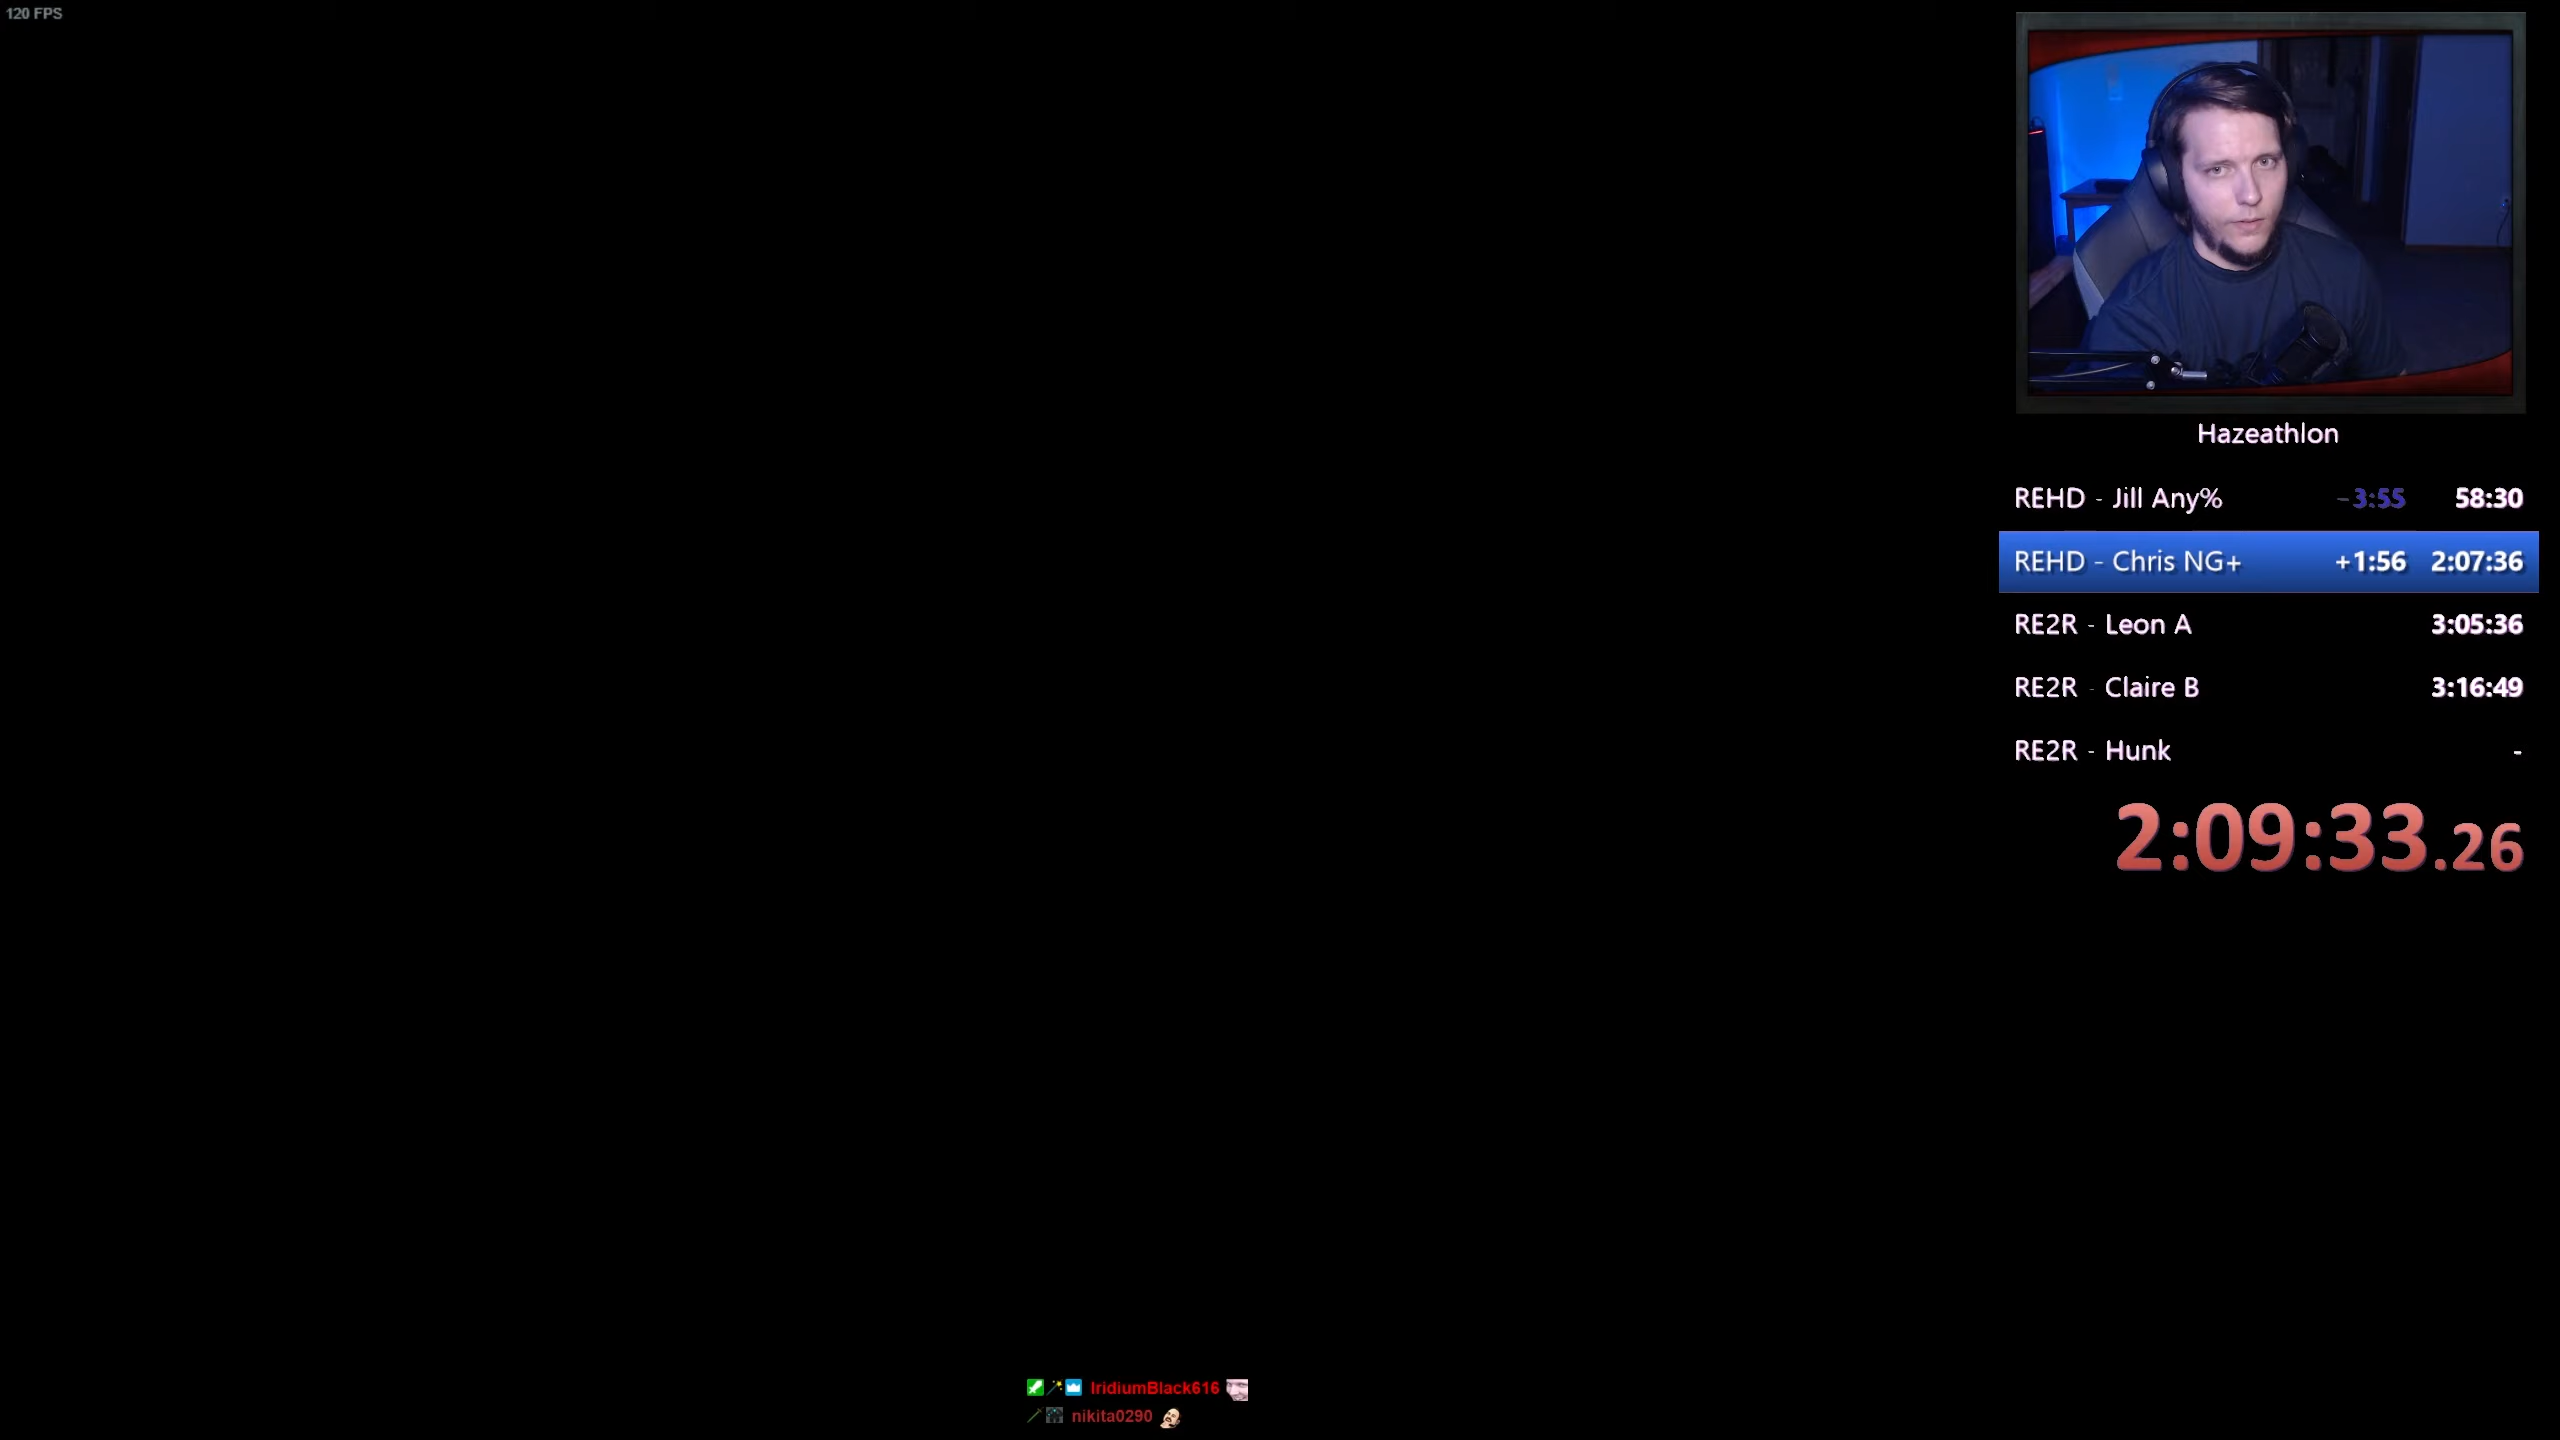 120 FPS
Hazeathlon
REHD - Jill Any% -3:55 58:30
REHD - Chris NG+ +1:56 2:07:36
RE2R - Leon A 3:05:36
RE2R - Claire B 3:16:49
RE2R - Hunk -
2:09:33.26
IridiumBlack616
nikita0290